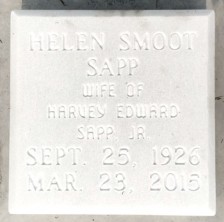 HELEN SMOOT
SAPP
WIFE OF
HARVEY EDWARD
SAPP, JR
SEPT. 25, 1926
MAR. 23, 2015